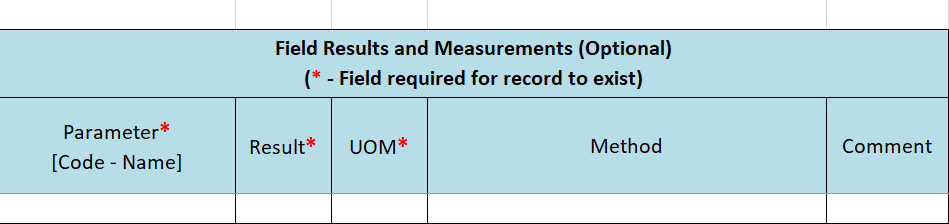 Field Results and Measurements (Optional)
(* - Field required for record to exist)
Parameter*
[Code - Name]
Result*
UOM*
Method
Comment